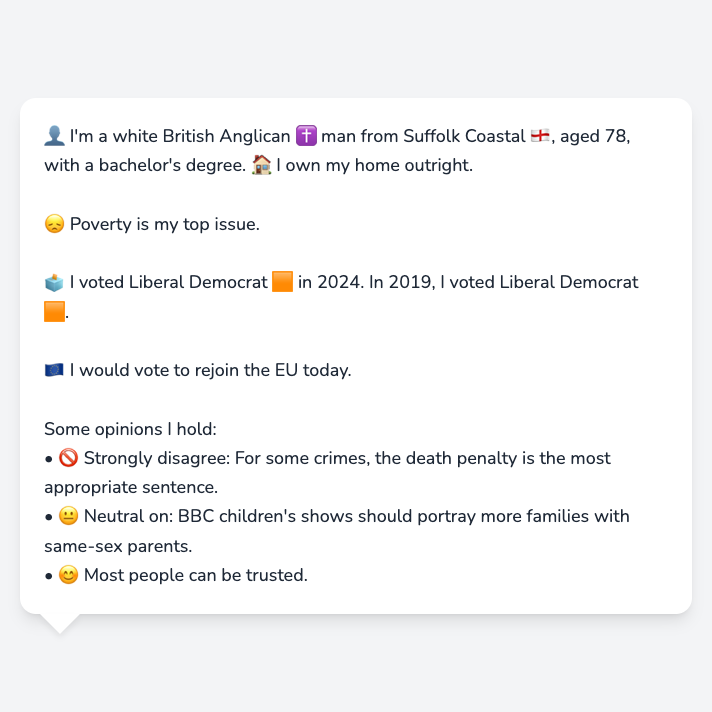 👤 I'm a white British Anglican ✝️ man from Suffolk Coastal 🏴󠁧󠁢󠁥󠁮󠁧󠁿, aged 78,
with a bachelor's degree. 🏠 I own my home outright.
😞 Poverty is my top issue.
🗳️ I voted Liberal Democrat 🟧 in 2024. In 2019, I voted Liberal Democrat
🟧.
🇪🇺 I would vote to rejoin the EU today.
Some opinions I hold:
• 🚫 Strongly disagree: For some crimes, the death penalty is the most
appropriate sentence.
• 😐 Neutral on: BBC children's shows should portray more families with
same-sex parents.
• 😊 Most people can be trusted.